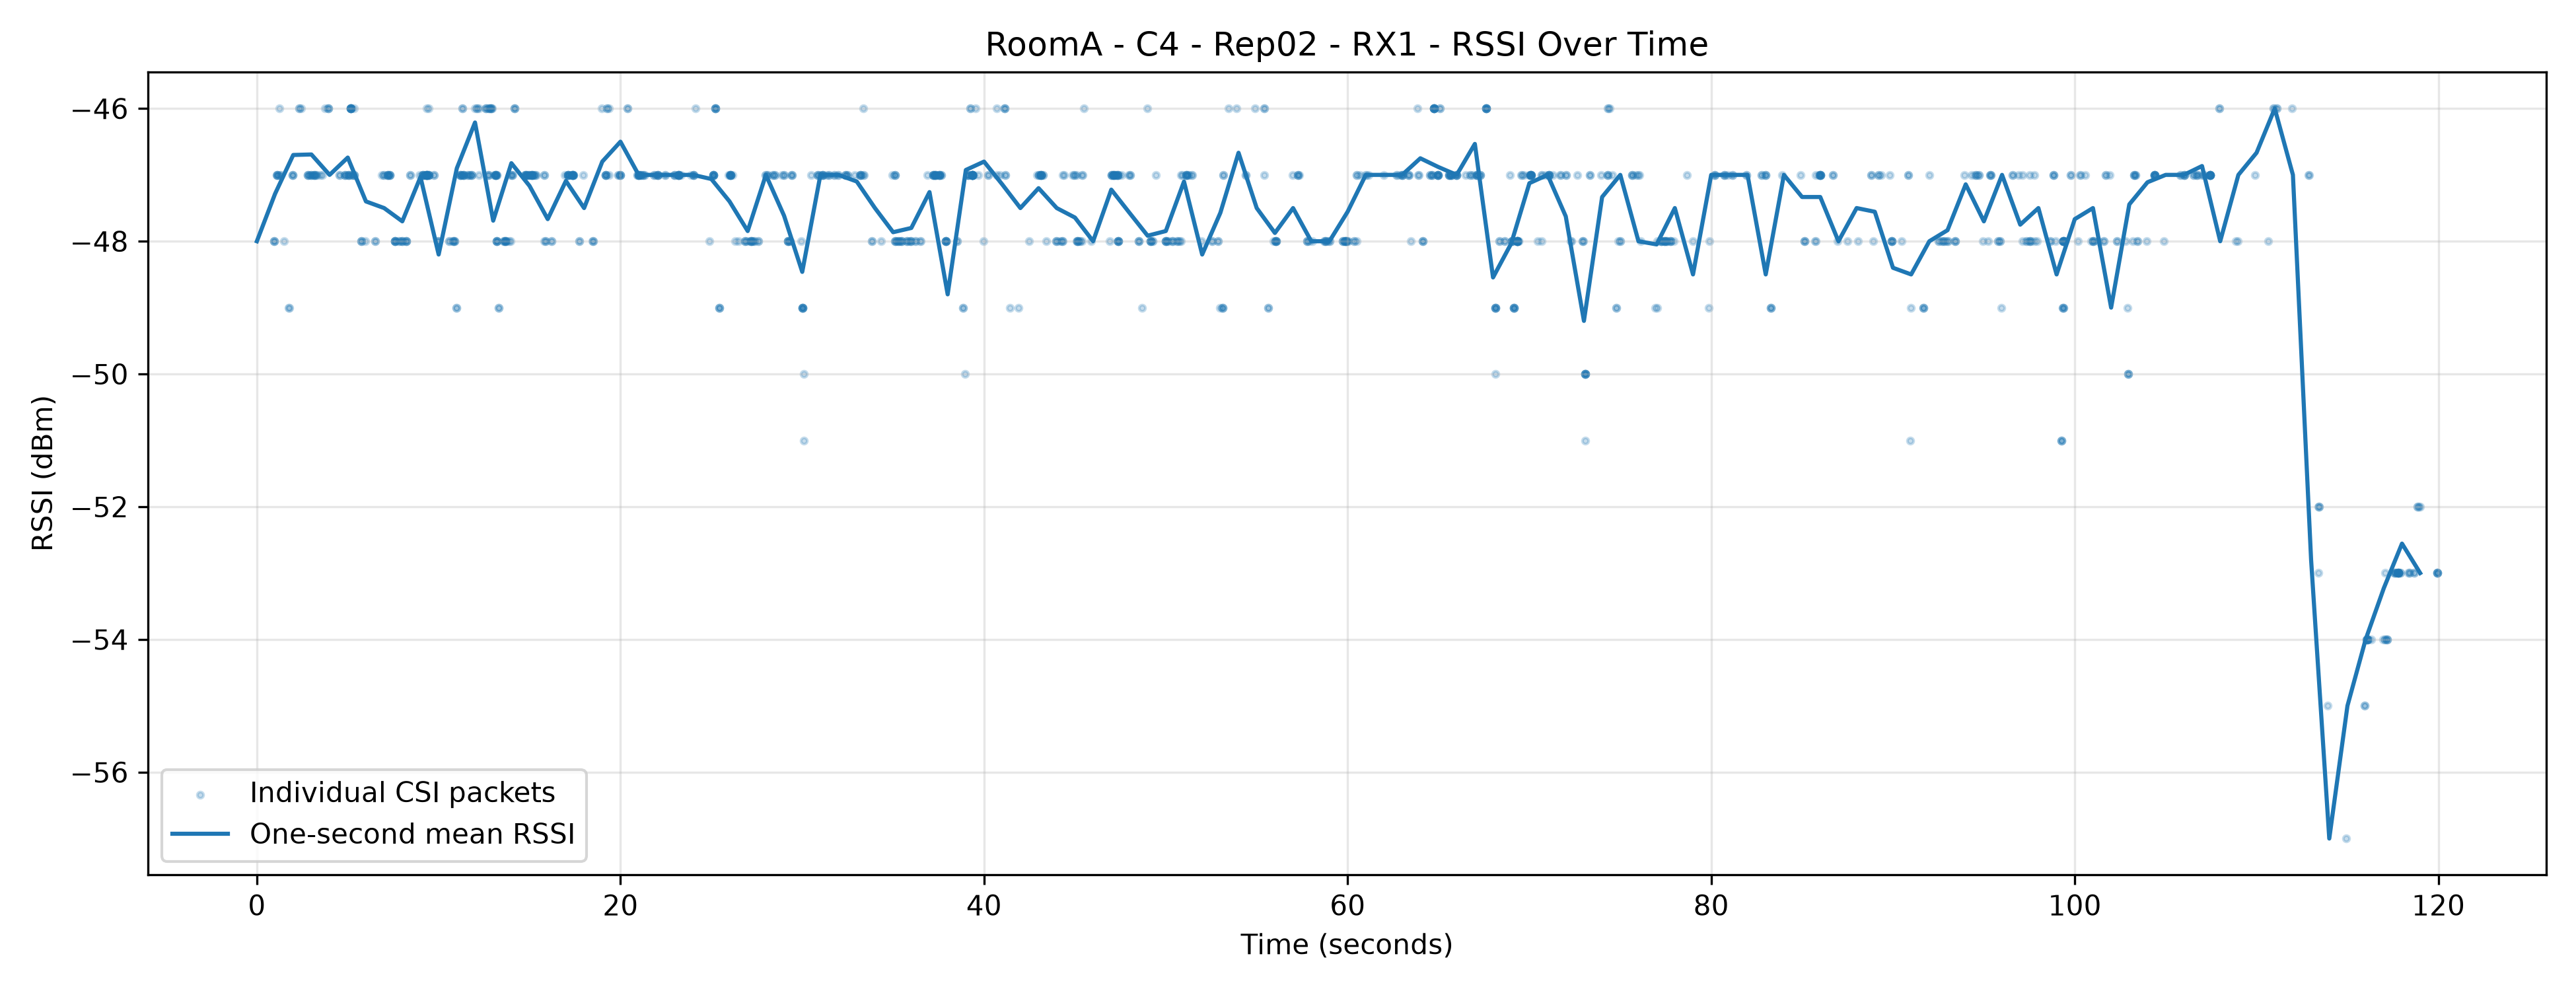 RoomA - C4 - Rep02 - RX1 - RSSI Over Time
RSSI (dBm)
−46
−48
−50
−52
−54
−56
Individual CSI packets
One-second mean RSSI
0 20 40 60 80 100 120
Time (seconds)